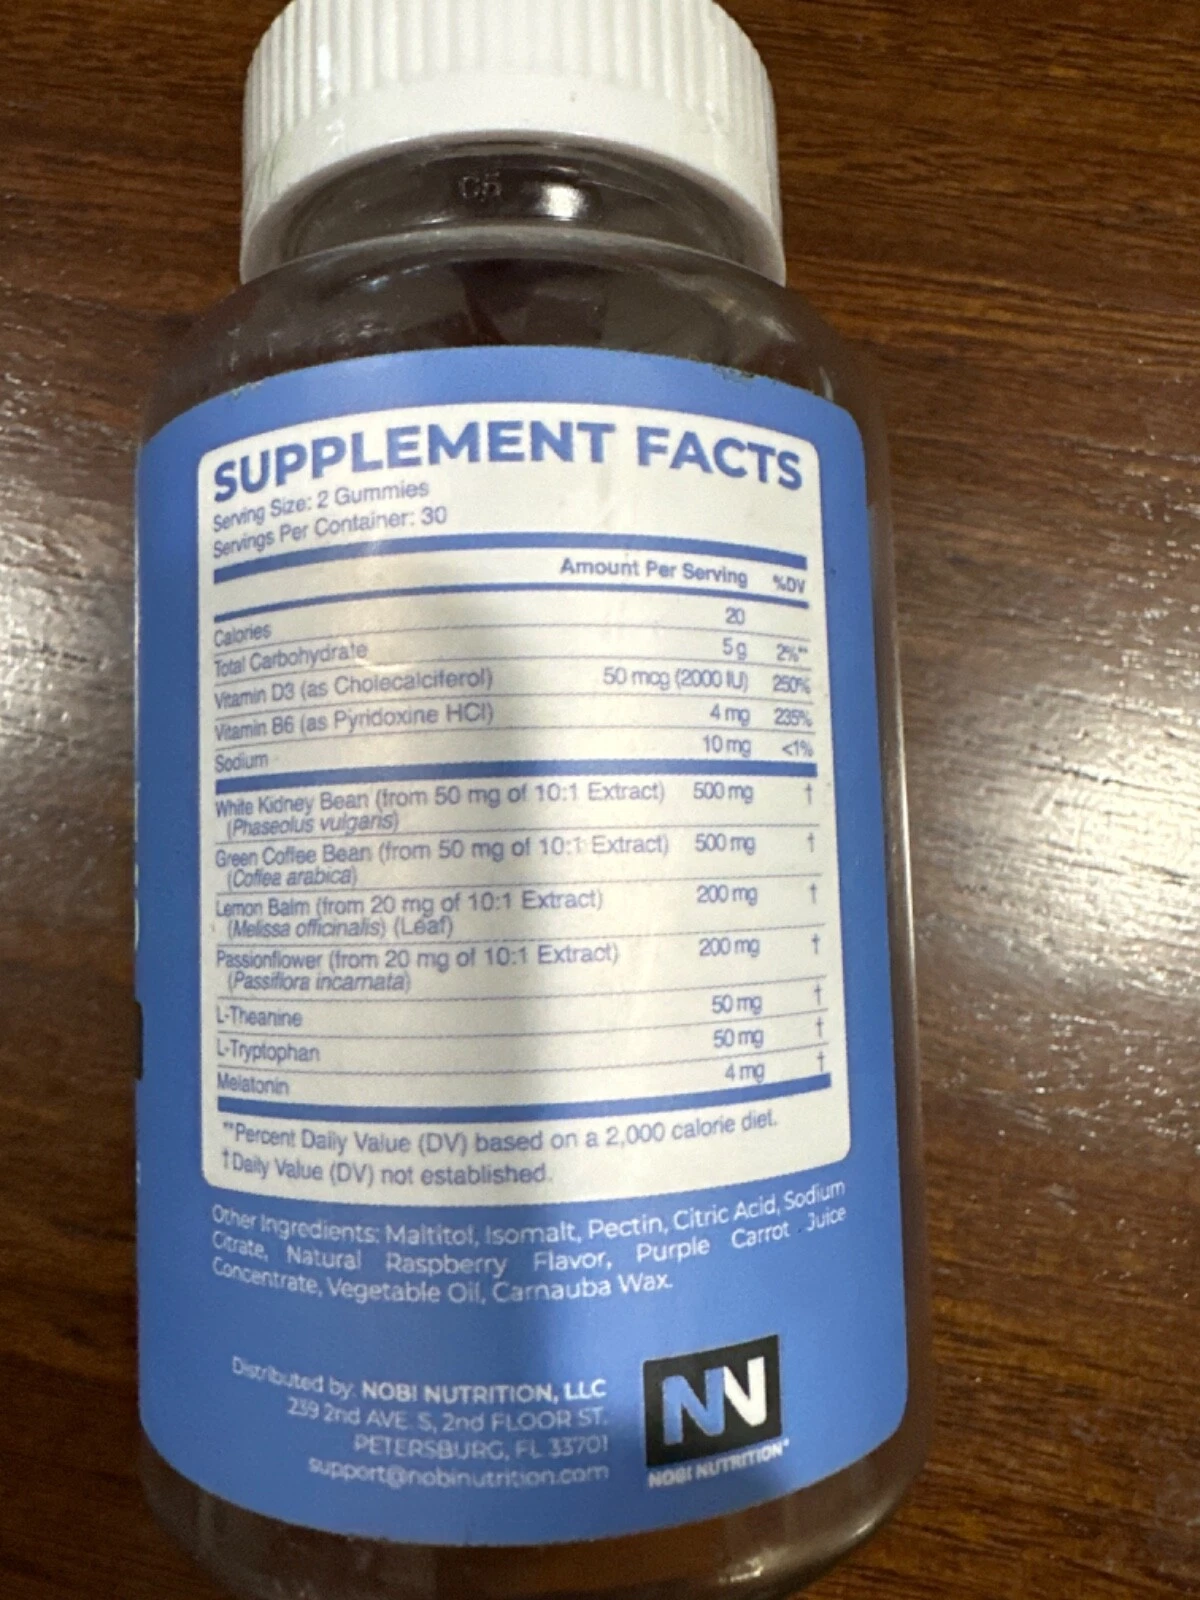 SUPPLEMENT FACTS
Serving Size: 2 Gummies
Servings Per Container: 30
Amount Per Serving %DV
Calories 20
Total Carbohydrate 5 g 2%**
Vitamin D3 (as Cholecalciferol) 50 mcg (2000 IU) 250%
Vitamin B6 (as Pyridoxine HCl) 4 mg 235%
Sodium 10 mg <1%
White Kidney Bean (from 50 mg of 10:1 Extract) 500 mg †
(Phaseolus vulgaris)
Green Coffee Bean (from 50 mg of 10:1 Extract) 500 mg †
(Coffea arabica)
Lemon Balm (from 20 mg of 10:1 Extract) 200 mg †
(Melissa officinalis) (Leaf)
Passionflower (from 20 mg of 10:1 Extract) 200 mg †
(Passiflora incarnata)
L-Theanine 50 mg †
L-Tryptophan 50 mg †
Melatonin 4 mg †
**Percent Daily Value (DV) based on a 2,000 calorie diet.
†Daily Value (DV) not established.
Other Ingredients: Maltitol, Isomalt, Pectin, Citric Acid, Sodium
Citrate, Natural Raspberry Flavor, Purple Carrot Juice
Concentrate, Vegetable Oil, Carnauba Wax.
Distributed by: NOBI NUTRITION, LLC
239 2nd AVE. S, 2nd FLOOR ST.
PETERSBURG, FL 33701
support@nobinutrition.com
NN
NOBI NUTRITION